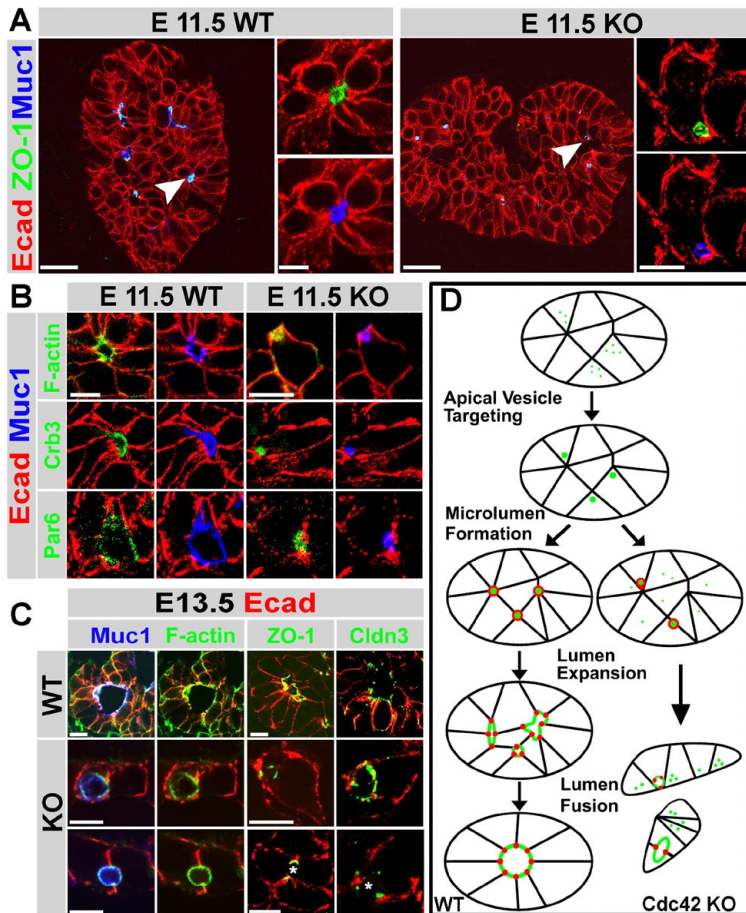 A
E 11.5 WT
E 11.5 KO
Ecad ZO-1 Muc1
B
E 11.5 WT
E 11.5 KO
Ecad Muc1
F-actin
Crb3
Par6
C
E13.5 Ecad
Muc1
F-actin
ZO-1
Cldn3
WT
KO
*
*
D
Apical Vesicle
Targeting
Microlumen
Formation
Lumen
Expansion
Lumen
Fusion
WT
Cdc42 KO